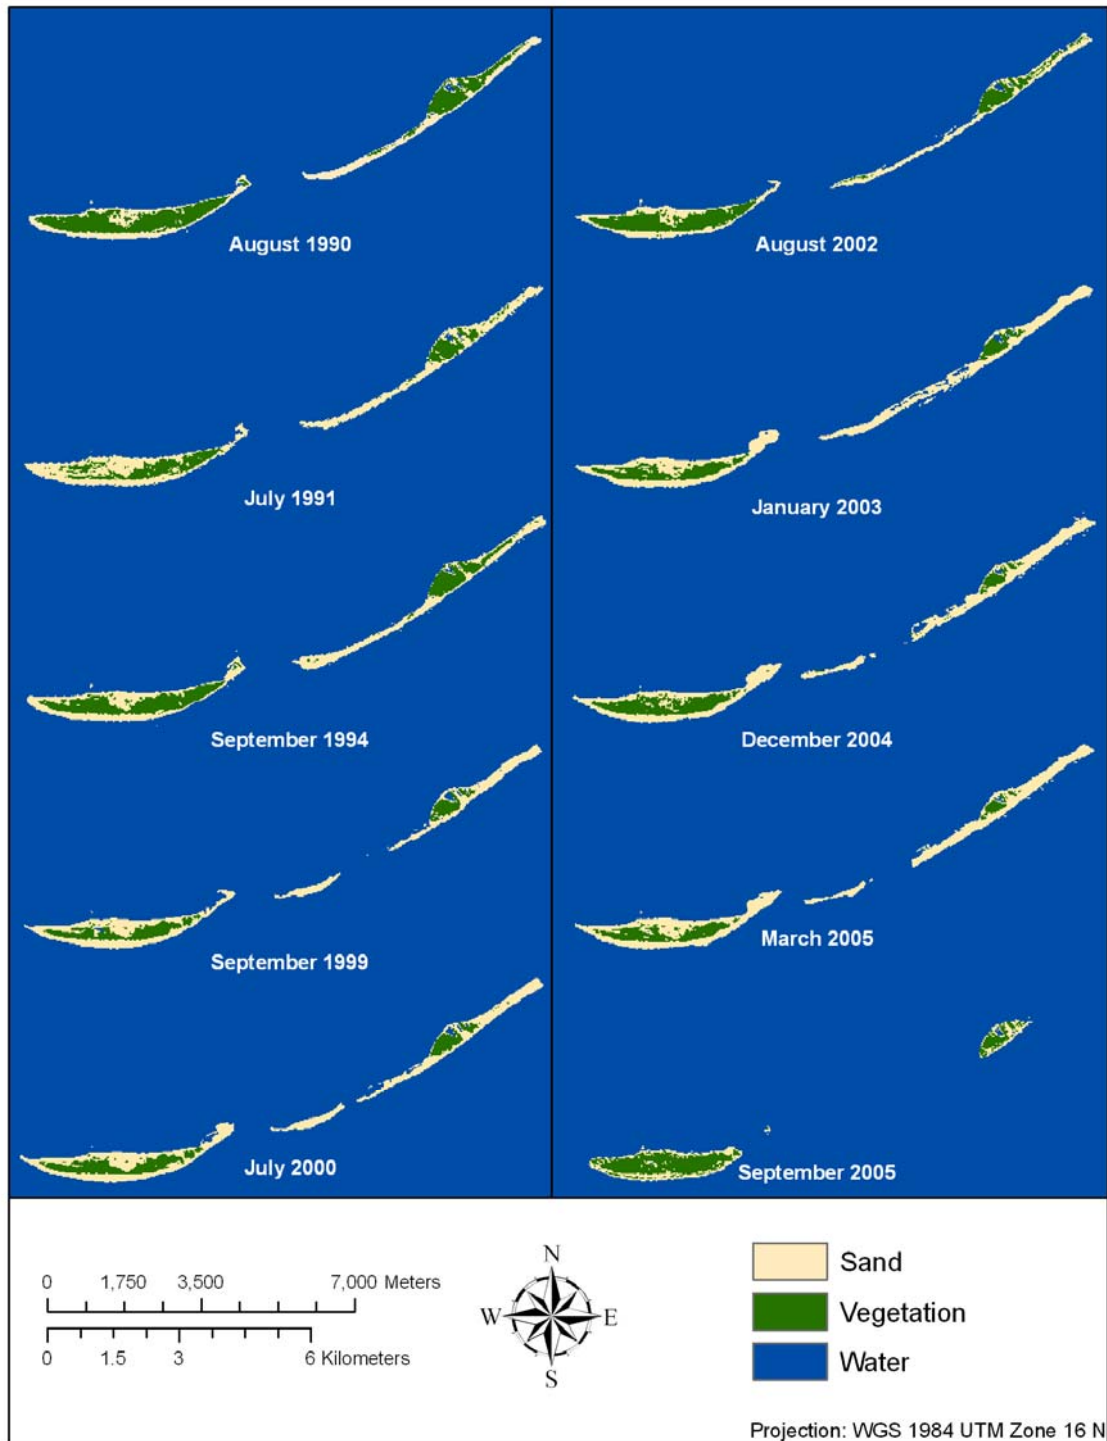 August 1990
July 1991
September 1994
September 1999
July 2000
August 2002
January 2003
December 2004
March 2005
September 2005
0 1,750 3,500 7,000 Meters
0 1.5 3 6 Kilometers
N
W E
S
Sand
Vegetation
Water
Projection: WGS 1984 UTM Zone 16 N